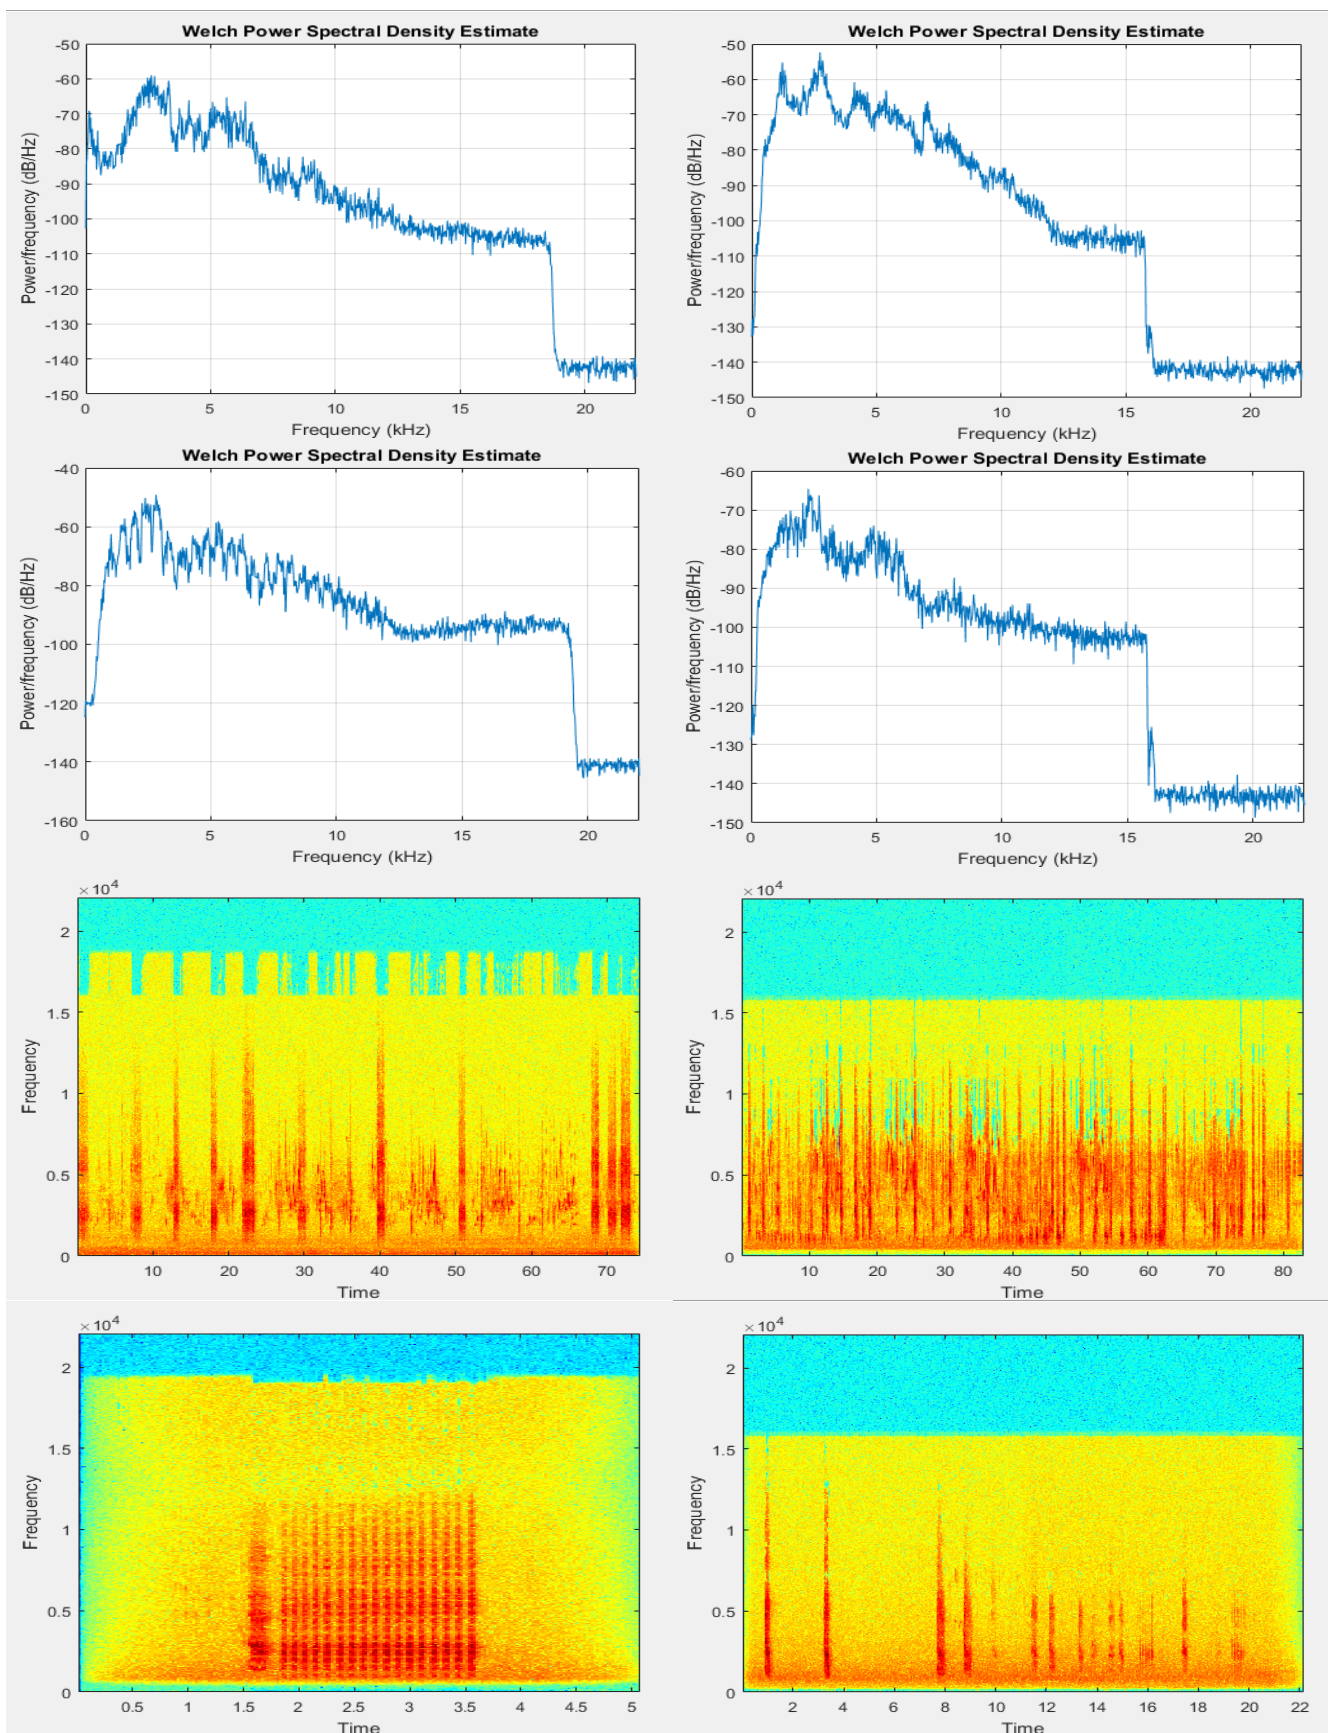 Welch Power Spectral Density Estimate
-50
-60
-70
-80
-90
-100
-110
-120
-130
-140
-150
Power/frequency (dB/Hz)
0 5 10 15 20
Frequency (kHz)
Welch Power Spectral Density Estimate
-50
-60
-70
-80
-90
-100
-110
-120
-130
-140
-150
Power/frequency (dB/Hz)
0 5 10 15 20
Frequency (kHz)
Welch Power Spectral Density Estimate
-40
-60
-80
-100
-120
-140
-160
Power/frequency (dB/Hz)
0 5 10 15 20
Frequency (kHz)
Welch Power Spectral Density Estimate
-60
-70
-80
-90
-100
-110
-120
-130
-140
-150
Power/frequency (dB/Hz)
0 5 10 15 20
Frequency (kHz)
×10⁴
2
1.5
1
0.5
0
Frequency
10 20 30 40 50 60 70
Time
×10⁴
2
1.5
1
0.5
0
Frequency
10 20 30 40 50 60 70 80
Time
×10⁴
2
1.5
1
0.5
0
Frequency
0.5 1 1.5 2 2.5 3 3.5 4 4.5 5
Time
×10⁴
2
1.5
1
0.5
0
Frequency
2 4 6 8 10 12 14 16 18 20 22
Time